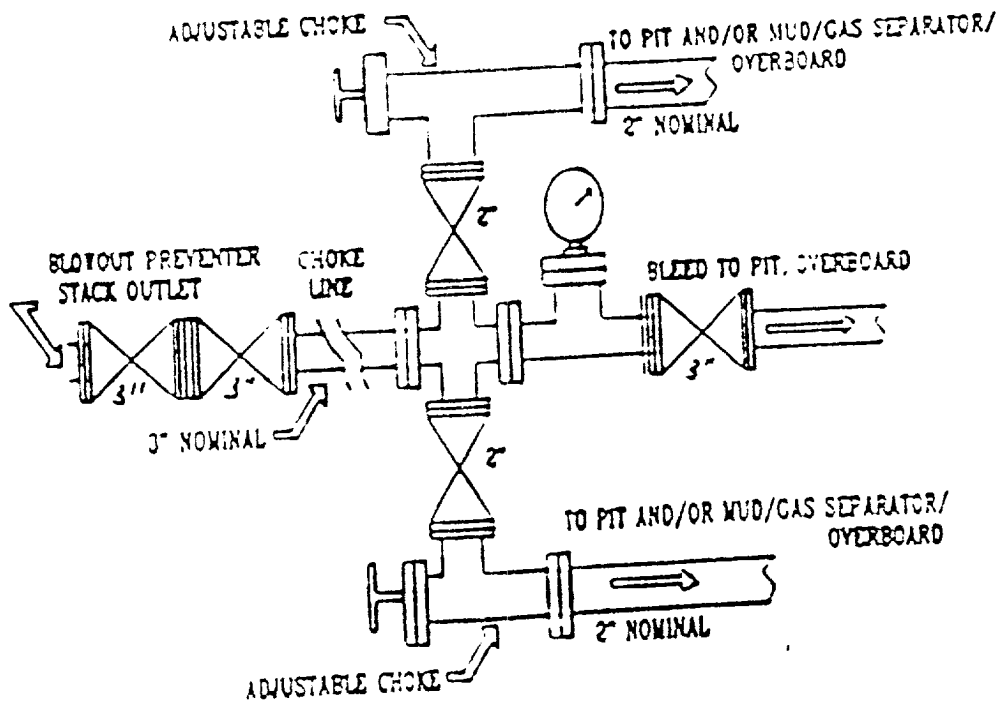 ADJUSTABLE CHOKE
TO PIT AND/OR MUD/GAS SEPARATOR/
OVERBOARD
2" NOMINAL
2"
BLOWOUT PREVENTER
STACK OUTLET
CHOKE
LINE
BLEED TO PIT, OVERBOARD
3"
3"
3"
3" NOMINAL
2"
TO PIT AND/OR MUD/GAS SEPARATOR/
OVERBOARD
2" NOMINAL
ADJUSTABLE CHOKE